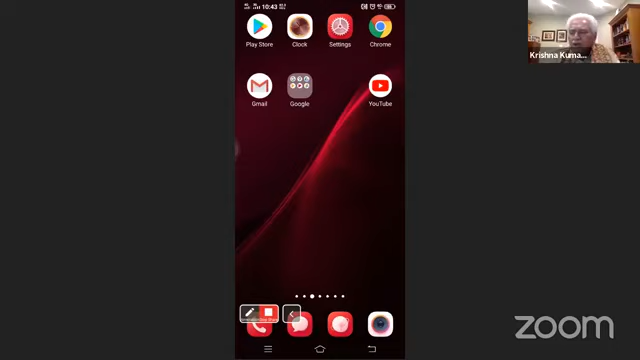 10:43
Play Store
Clock
Settings
Chrome
Gmail
Google
YouTube
Krishna Kuma...
zoom